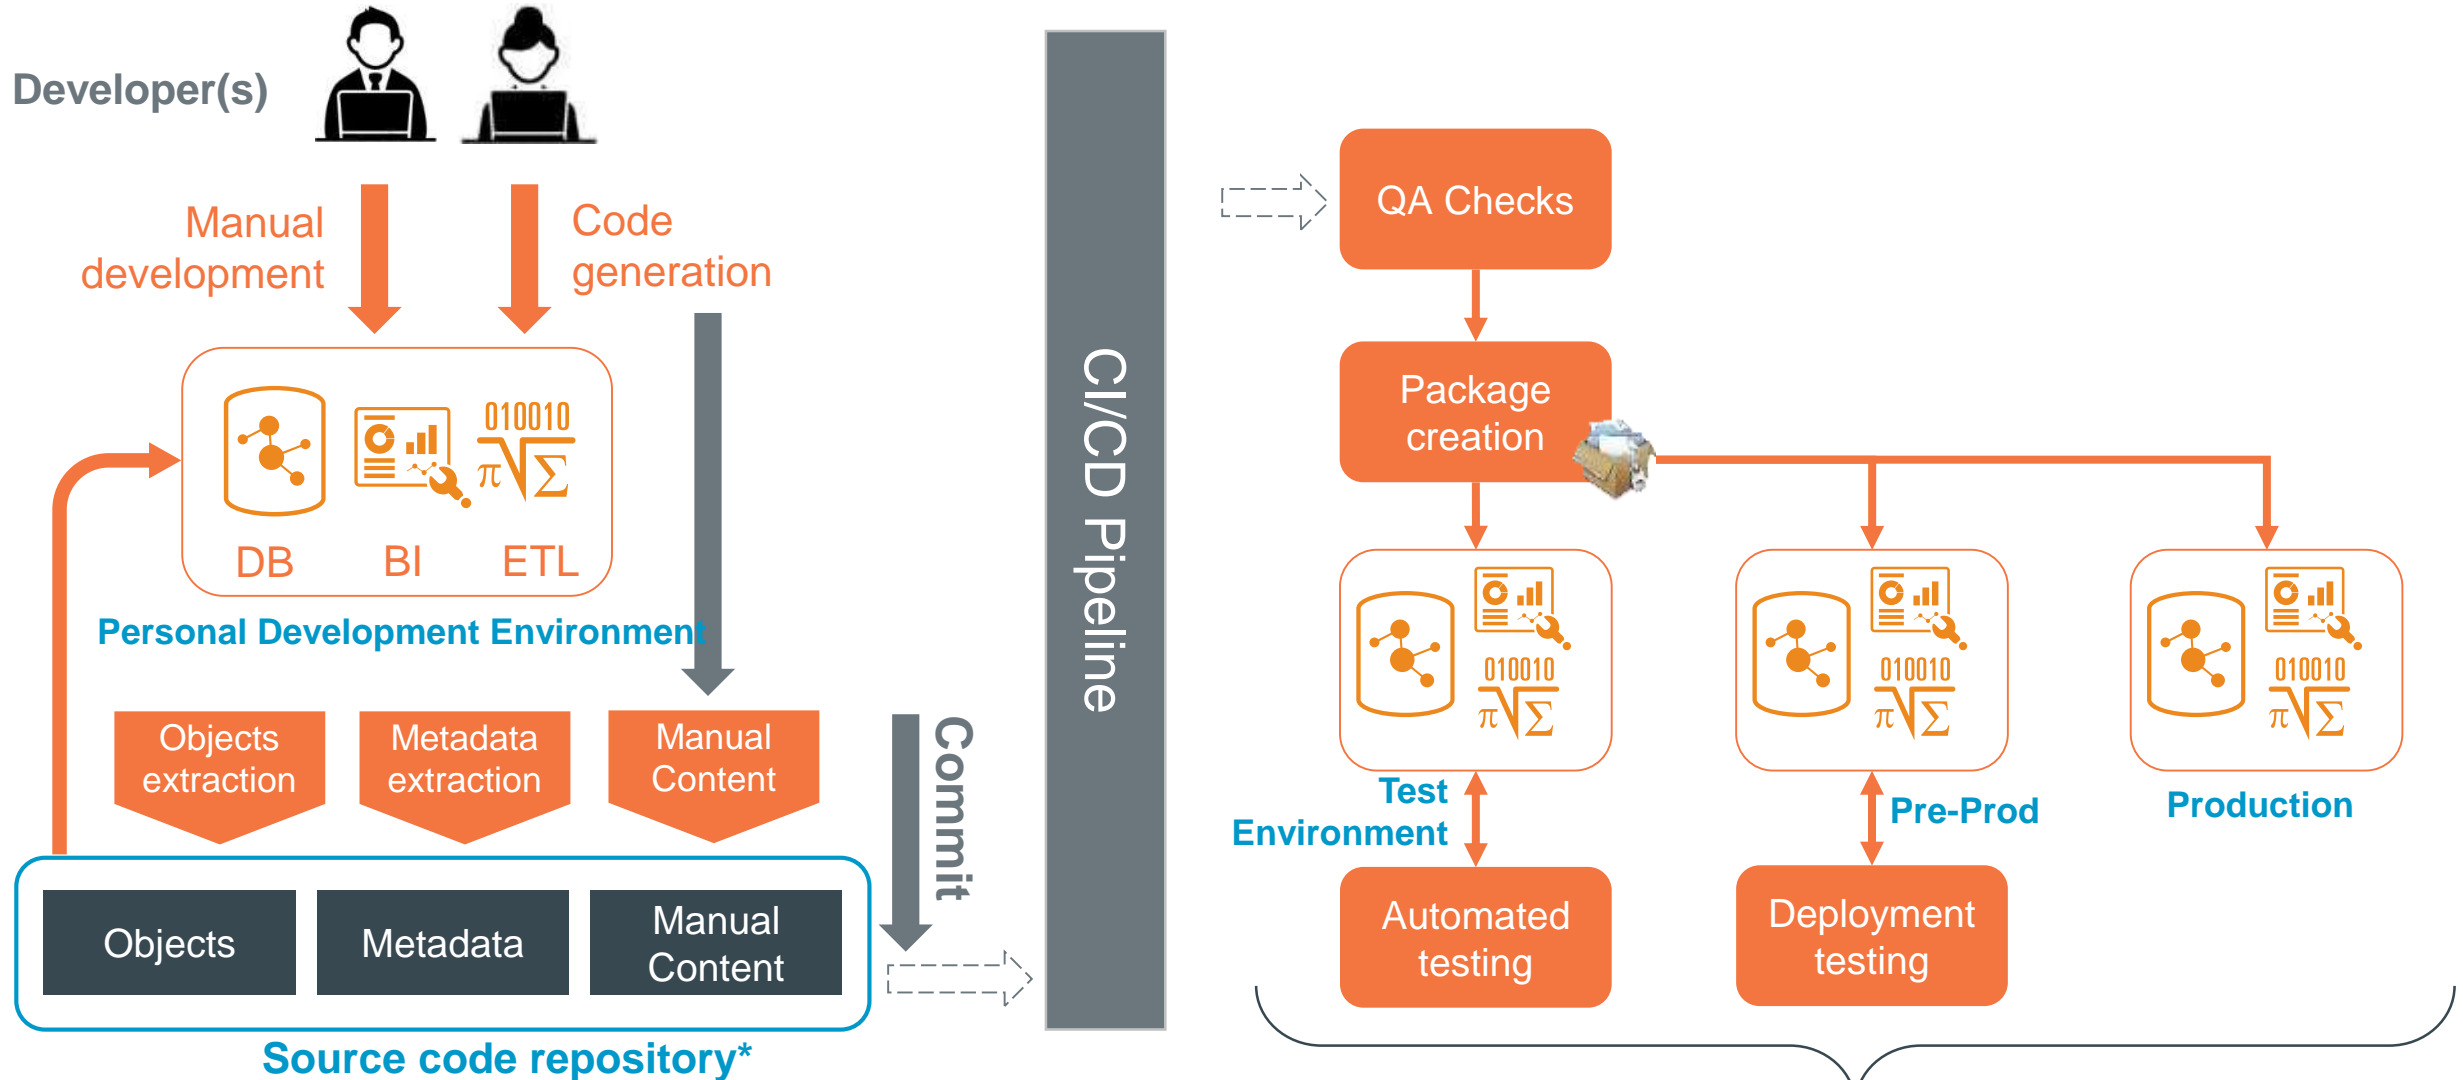 Developer(s)
Manual
development
Code
generation
010010
π√Σ
DB
BI
ETL
Personal Development Environment
Objects
extraction
Metadata
extraction
Manual
Content
Commit
Objects
Metadata
Manual
Content
Source code repository*
CI/CD Pipeline
QA Checks
Package
creation
010010
π√Σ
010010
π√Σ
010010
π√Σ
Test
Environment
Pre-Prod
Production
Automated
testing
Deployment
testing